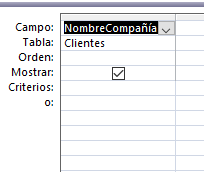 Campo: NombreCompañía
Tabla: Clientes
Orden:
Mostrar:
Criterios:
o: